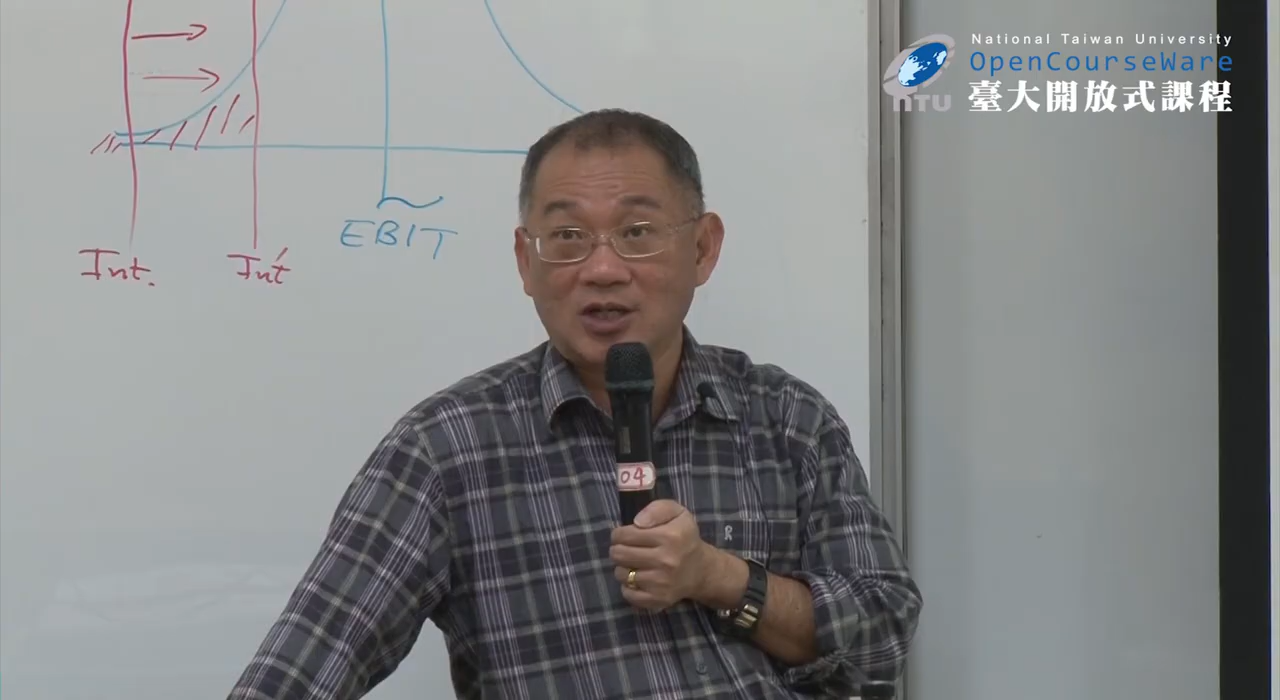 National Taiwan University
OpenCourseWare
NTU 臺大開放式課程
EBIT
Int. Int'
04
R